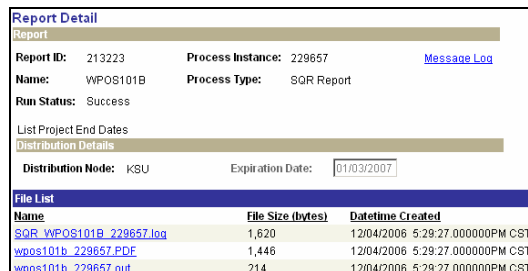 Report Detail
Report
Report ID: 213223 Process Instance: 229657 Message Log
Name: WPOS101B Process Type: SQR Report
Run Status: Success
List Project End Dates
Distribution Details
Distribution Node: KSU Expiration Date: 01/03/2007
File List
Name File Size (bytes) Datetime Created
SQR_WPOS101B_229657.log 1,620 12/04/2006 5:29:27.000000PM CST
wpos101b_229657.PDF 1,446 12/04/2006 5:29:27.000000PM CST
wpos101b_229657.out 214 12/04/2006 5:29:27.000000PM CST